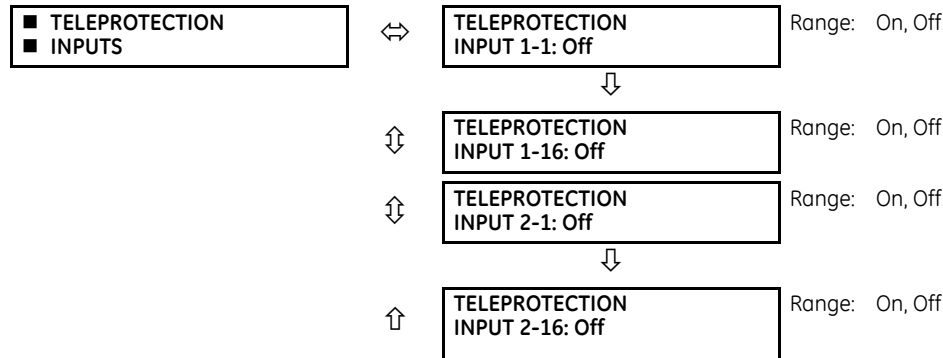 ■ TELEPROTECTION
■ INPUTS
TELEPROTECTION
INPUT 1-1: Off
Range: On, Off
TELEPROTECTION
INPUT 1-16: Off
Range: On, Off
TELEPROTECTION
INPUT 2-1: Off
Range: On, Off
TELEPROTECTION
INPUT 2-16: Off
Range: On, Off